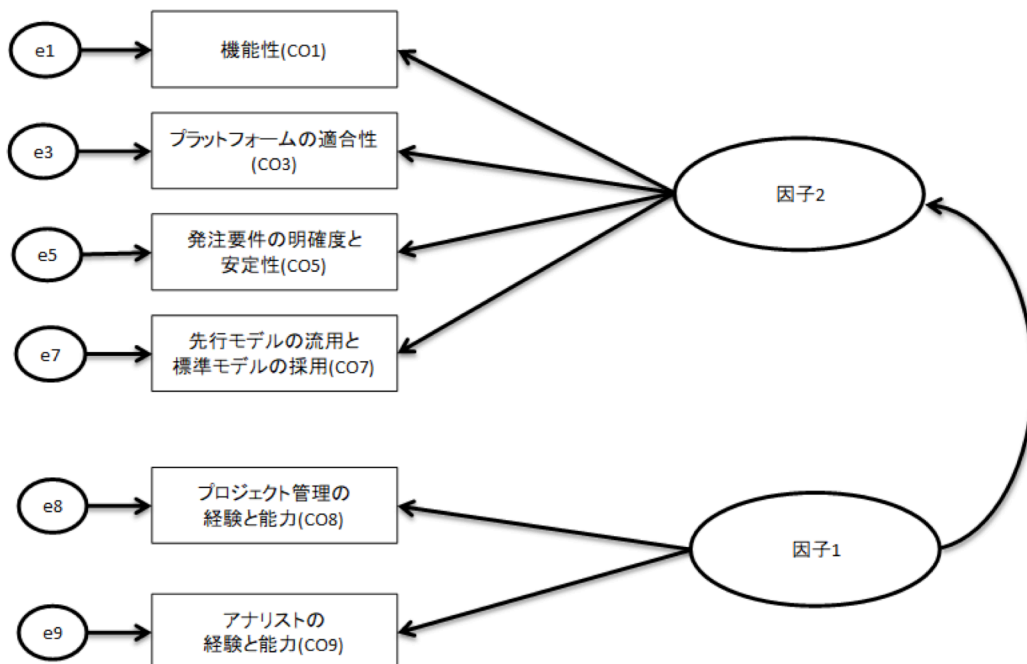 e1
機能性(CO1)
e3
プラットフォームの適合性
(CO3)
因子2
e5
発注要件の明確度と
安定性(CO5)
e7
先行モデルの流用と
標準モデルの採用(CO7)
e8
プロジェクト管理の
経験と能力(CO8)
因子1
e9
アナリストの
経験と能力(CO9)